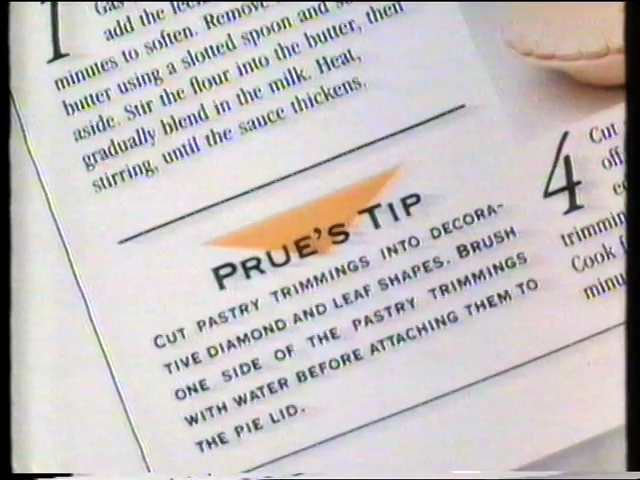 1
Gas
add the
minutes to soften. Remove
butter using a slotted spoon and
aside. Stir the flour into the butter, then
gradually blend in the milk. Heat,
stirring, until the sauce thickens.
PRUE'S TIP
CUT PASTRY TRIMMINGS INTO DECORA-
TIVE DIAMOND AND LEAF SHAPES. BRUSH
ONE SIDE OF THE PASTRY TRIMMINGS
WITH WATER BEFORE ATTACHING THEM TO
THE PIE LID.
4 Cut
off
trimmin
Cook
minu